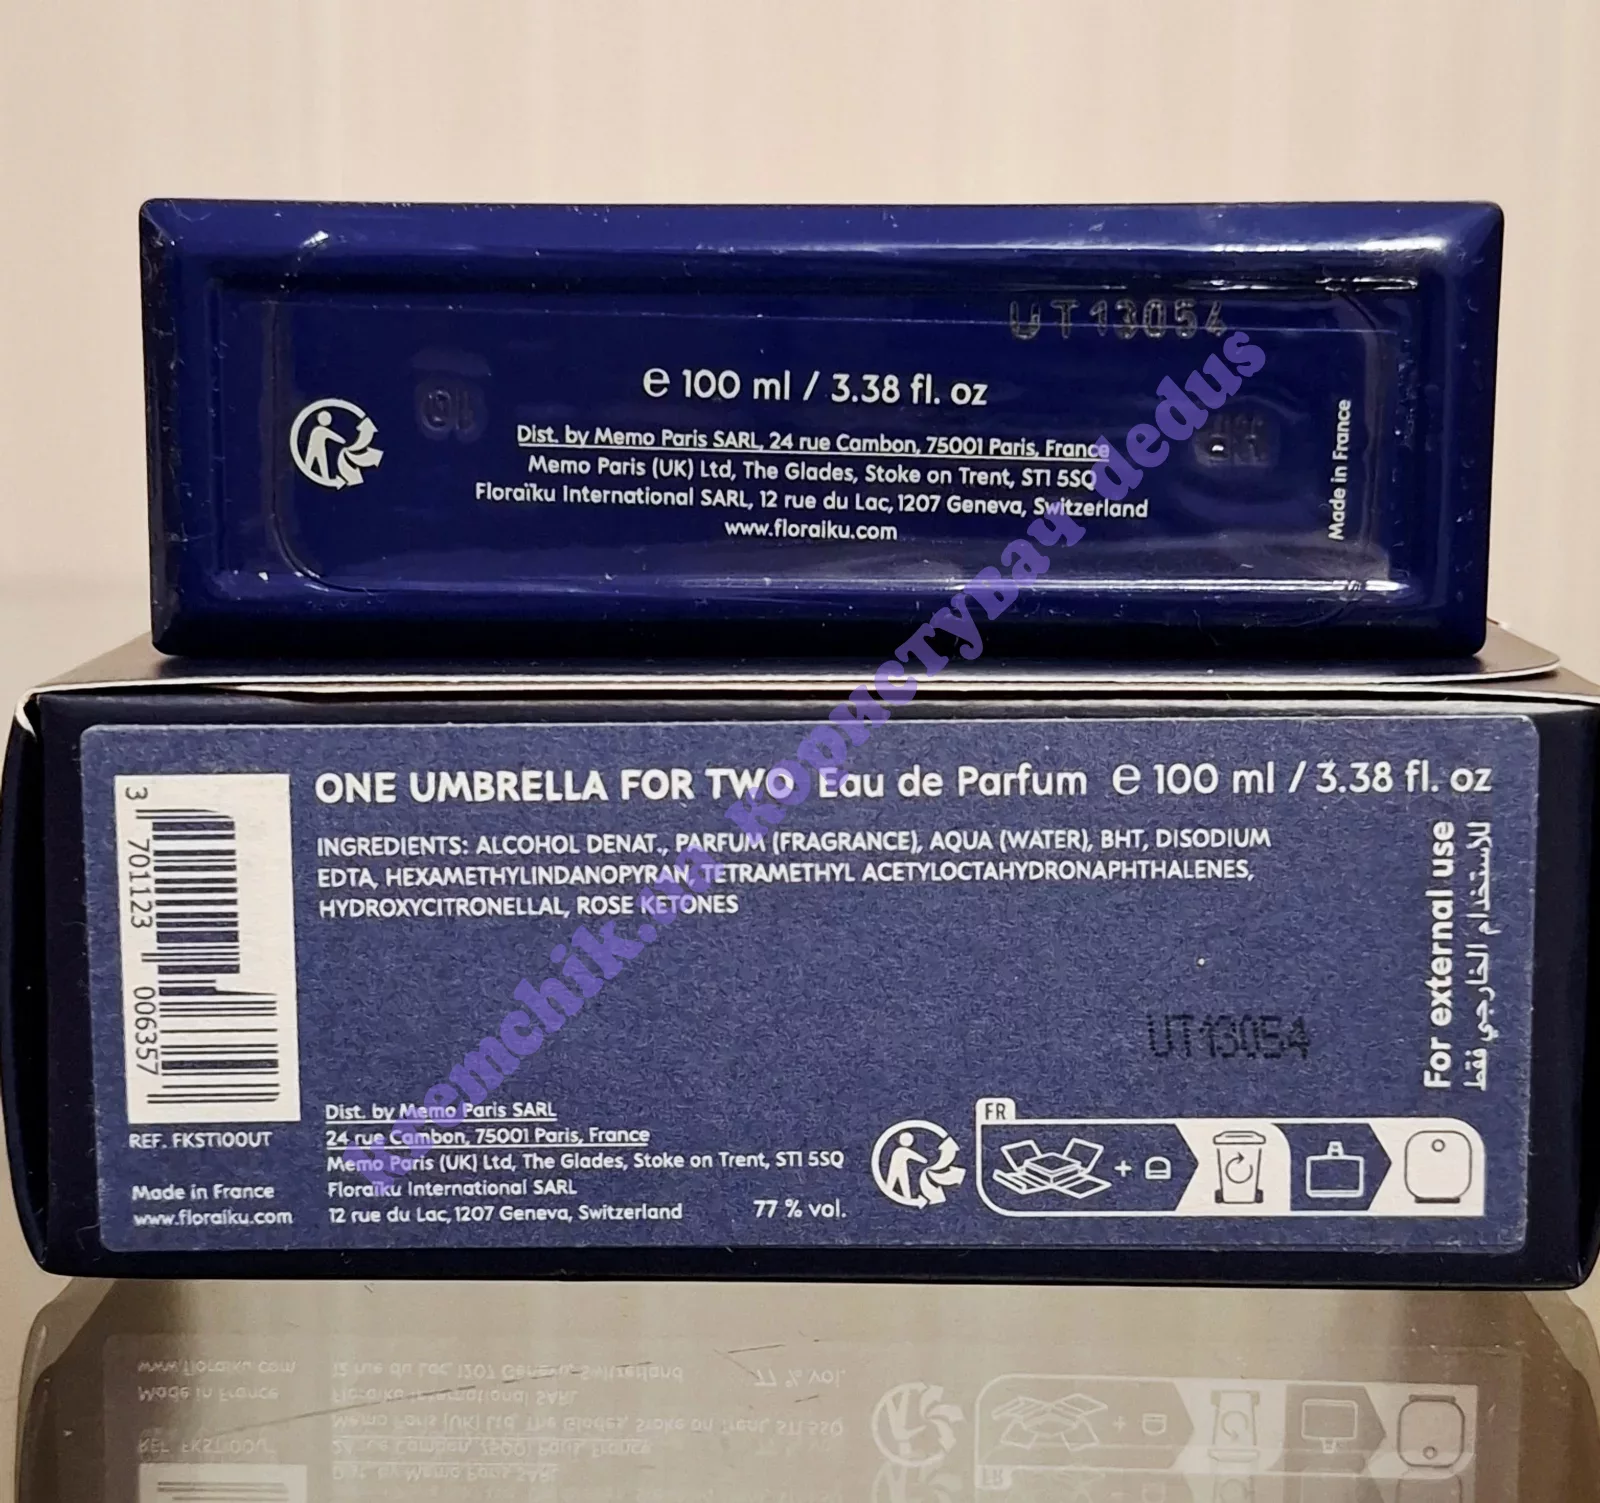 UT13054
e 100 ml / 3.38 fl. oz
Dist. by Memo Paris SARL, 24 rue Cambon, 75001 Paris, France
Memo Paris (UK) Ltd, The Glades, Stoke on Trent, ST1 5SQ
Floraïku International SARL, 12 rue du Lac, 1207 Geneva, Switzerland
www.floraiku.com
Made in France
ONE UMBRELLA FOR TWO Eau de Parfum e 100 ml / 3.38 fl. oz
INGREDIENTS: ALCOHOL DENAT., PARFUM (FRAGRANCE), AQUA (WATER), BHT, DISODIUM
EDTA, HEXAMETHYLINDANOPYRAN, TETRAMETHYL ACETYLOCTAHYDRONAPHTHALENES,
HYDROXYCITRONELLAL, ROSE KETONES
3 701123 006357
For external use
للاستخدام الخارجي فقط
UT13054
REF. FKST100UT
Made in France
www.floraiku.com
Dist. by Memo Paris SARL
24 rue Cambon, 75001 Paris, France
Memo Paris (UK) Ltd, The Glades, Stoke on Trent, ST1 5SQ
Floraïku International SARL
12 rue du Lac, 1207 Geneva, Switzerland
77 % vol.
FR
+
Kremchik.ua користувач dedus